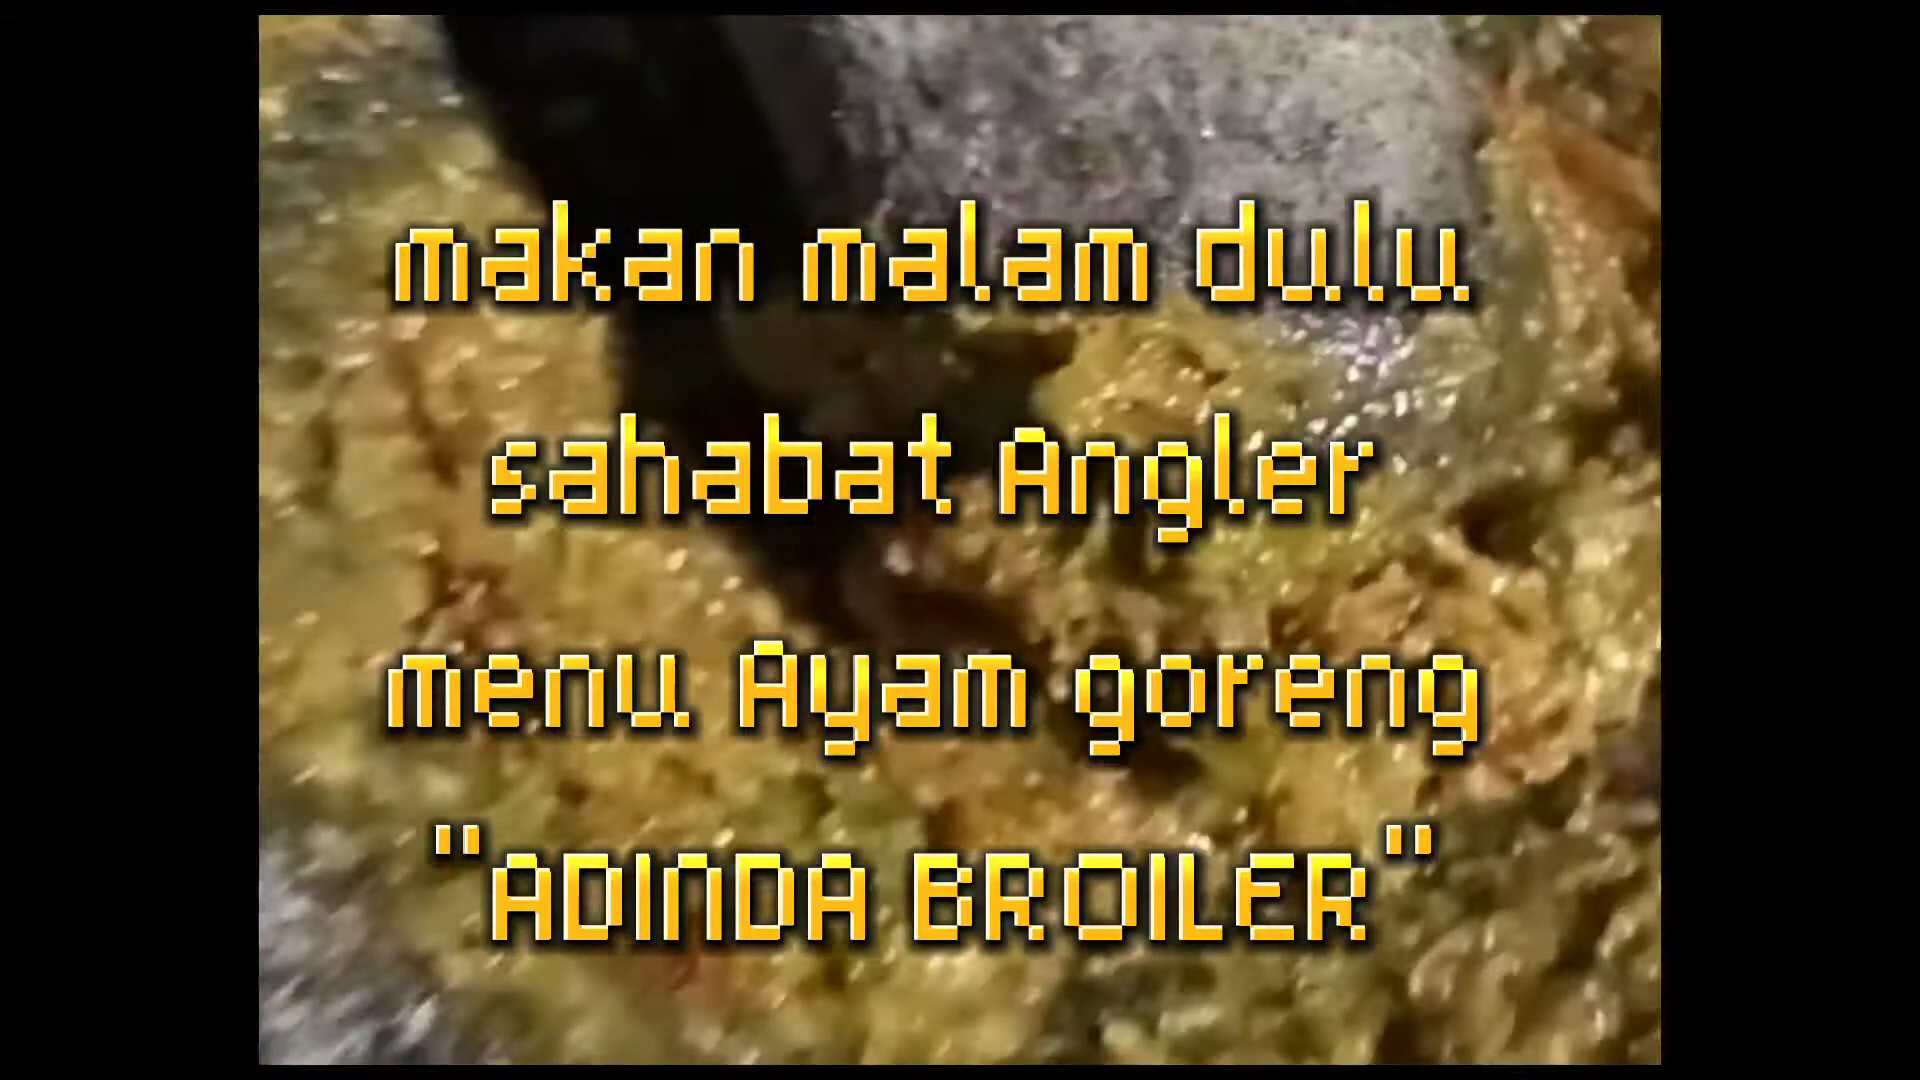 makan malam dulu
sahabat Angler
menu Ayam goreng
"ADINDA BROILER"